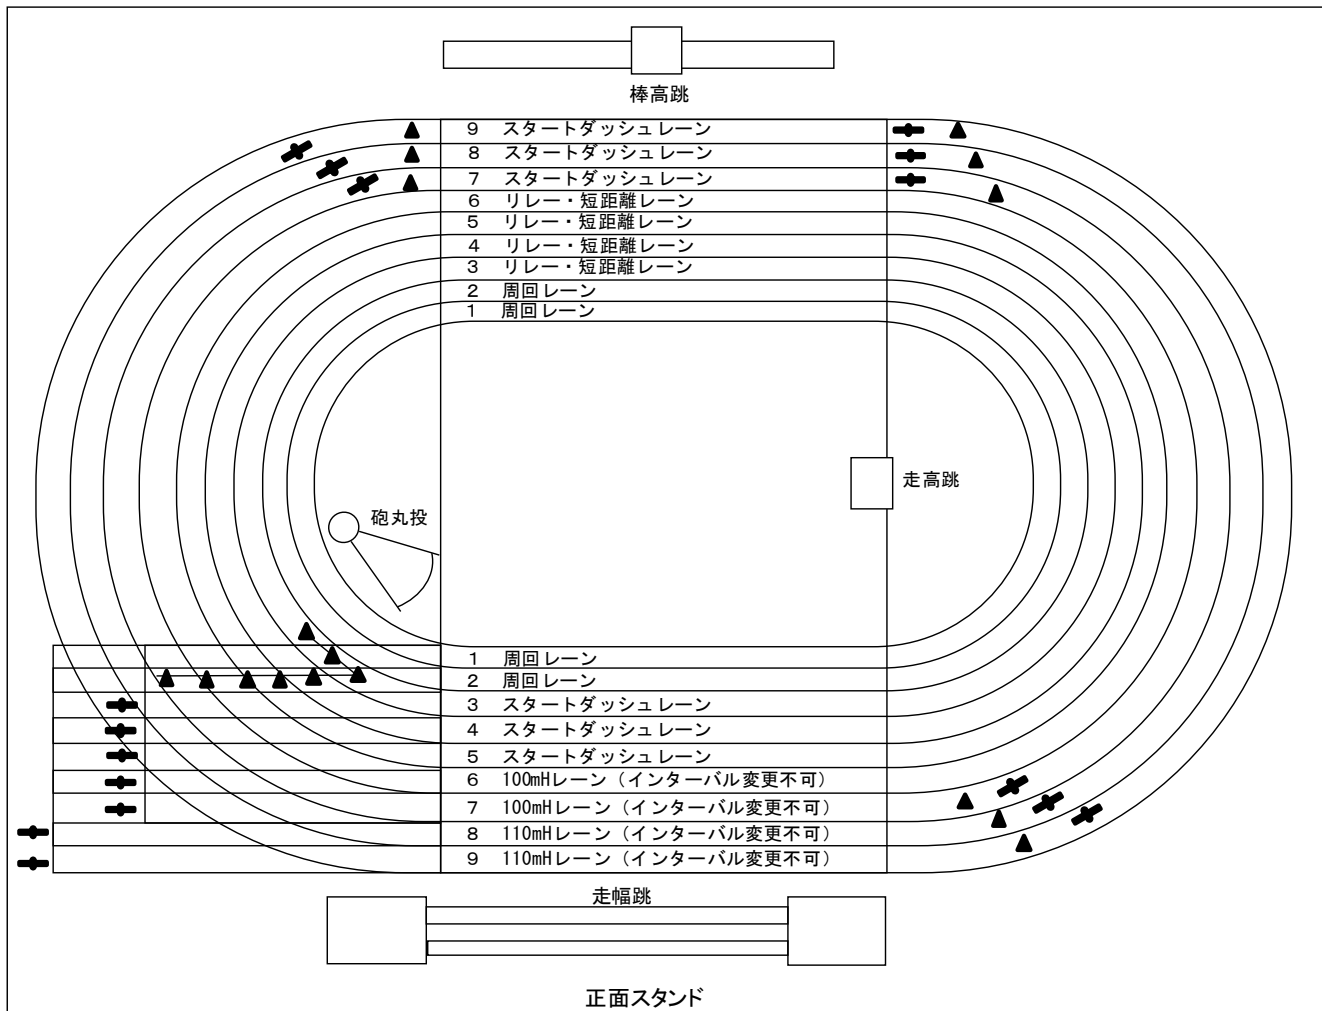 棒高跳
9 スタートダッシュレーン
8 スタートダッシュレーン
7 スタートダッシュレーン
6 リレー・短距離レーン
5 リレー・短距離レーン
4 リレー・短距離レーン
3 リレー・短距離レーン
2 周回レーン
1 周回レーン
走高跳
砲丸投
1 周回レーン
2 周回レーン
3 スタートダッシュレーン
4 スタートダッシュレーン
5 スタートダッシュレーン
6 100mHレーン（インターバル変更不可）
7 100mHレーン（インターバル変更不可）
8 110mHレーン（インターバル変更不可）
9 110mHレーン（インターバル変更不可）
走幅跳
正面スタンド